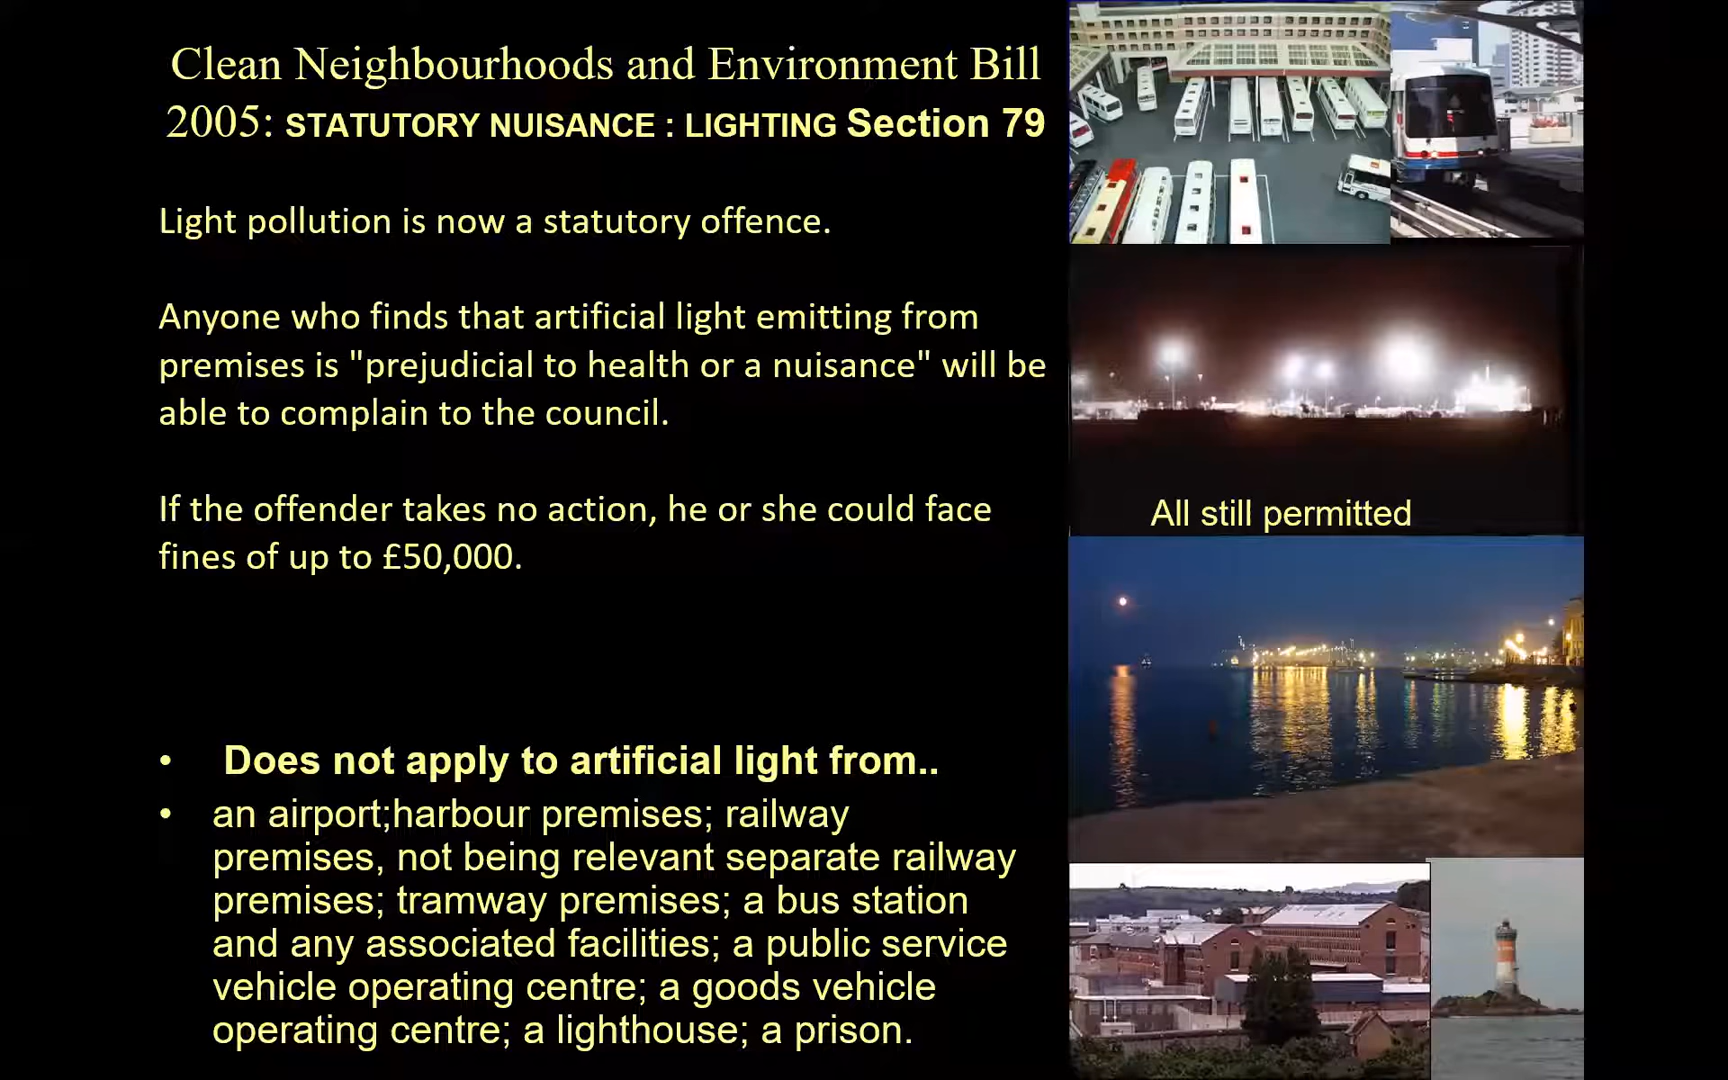 Clean Neighbourhoods and Environment Bill
2005: STATUTORY NUISANCE : LIGHTING Section 79
Light pollution is now a statutory offence.
Anyone who finds that artificial light emitting from
premises is "prejudicial to health or a nuisance" will be
able to complain to the council.
If the offender takes no action, he or she could face
fines of up to £50,000.
All still permitted
• Does not apply to artificial light from..
• an airport;harbour premises; railway
premises, not being relevant separate railway
premises; tramway premises; a bus station
and any associated facilities; a public service
vehicle operating centre; a goods vehicle
operating centre; a lighthouse; a prison.